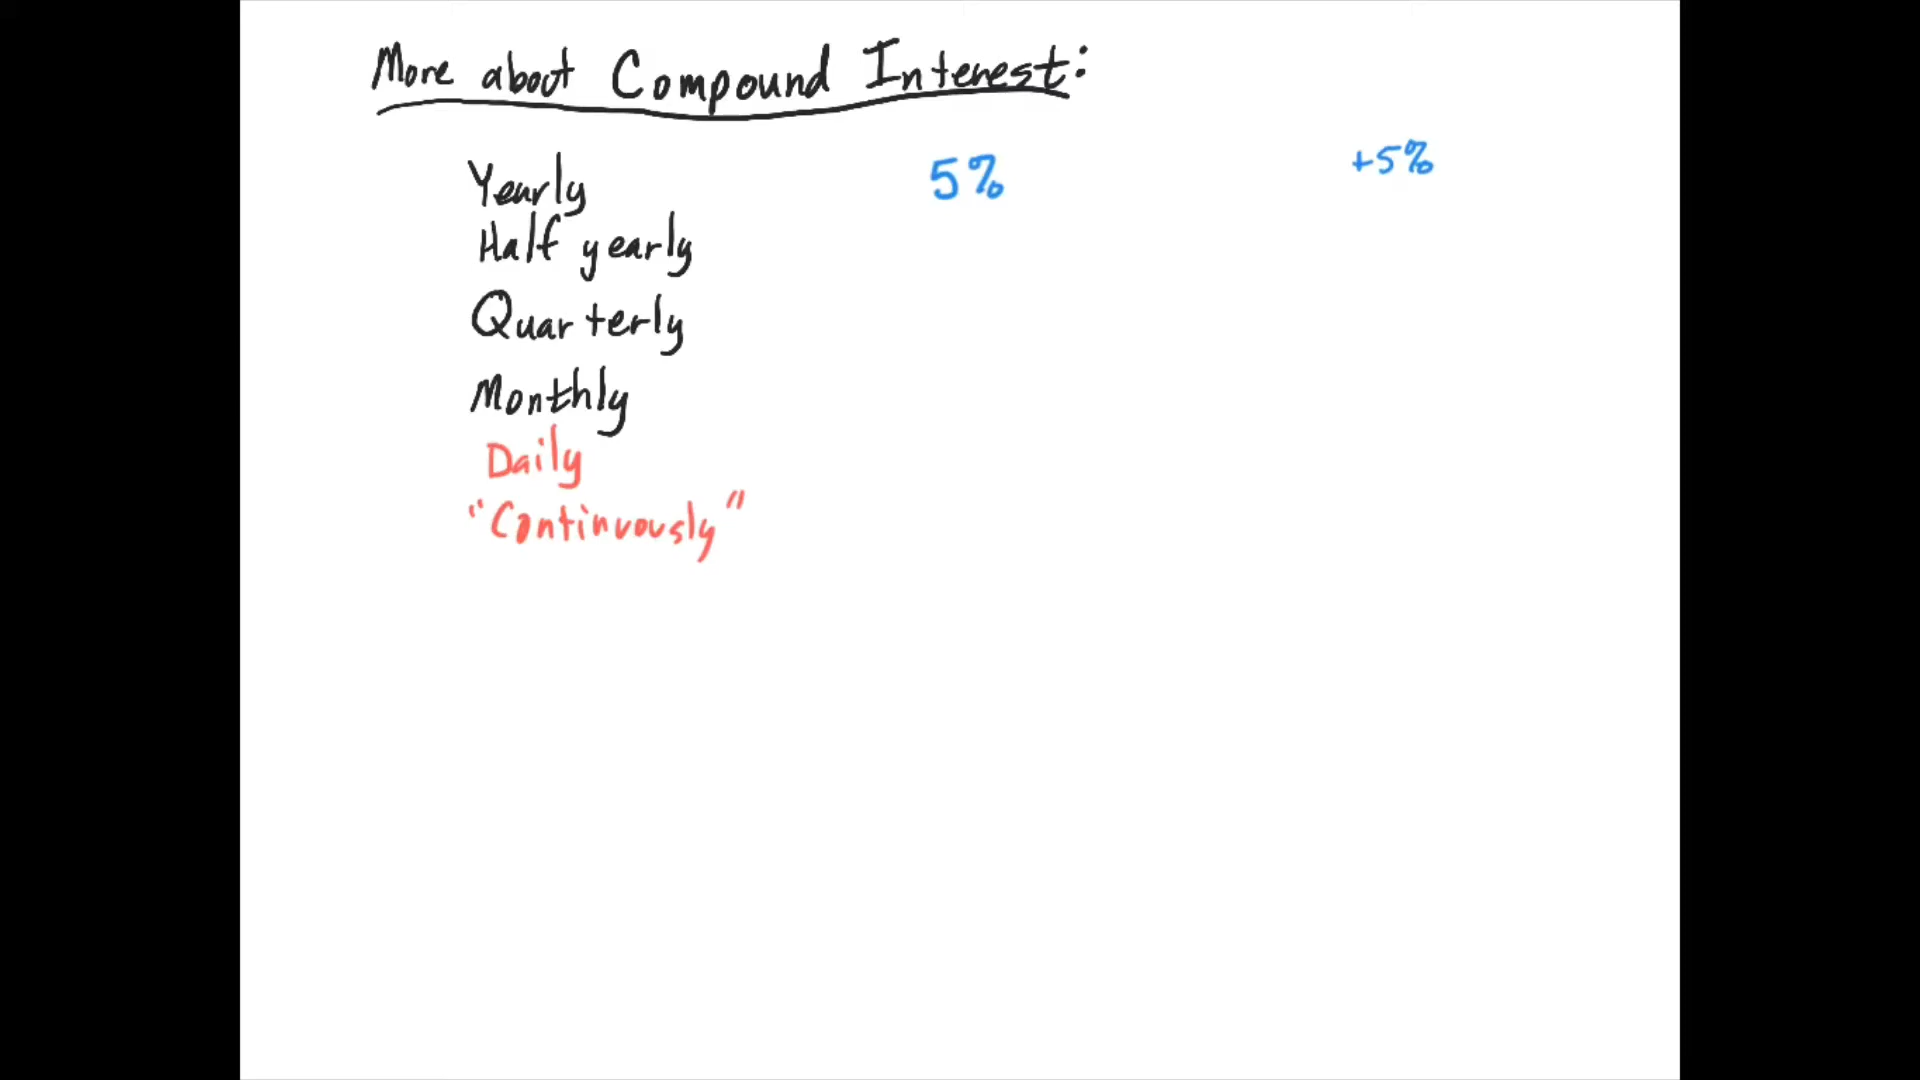 More about Compound Interest:
Yearly 5% +5%
Half yearly
Quarterly
Monthly
Daily
"Continuously"